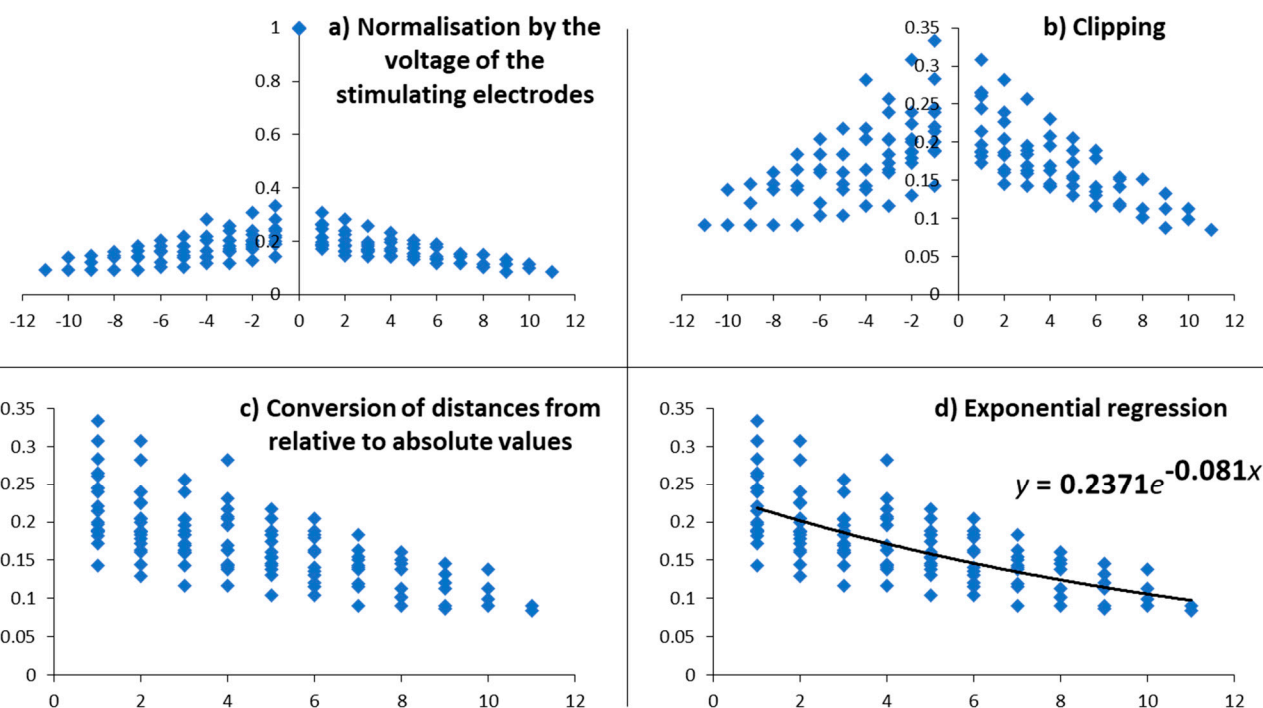 a) Normalisation by the
voltage of the
stimulating electrodes
1
0.8
0.6
0.4
0.2
0
-12 -10 -8 -6 -4 -2 0 2 4 6 8 10 12
b) Clipping
0.35
0.3
0.25
0.2
0.15
0.1
0.05
0
-12 -10 -8 -6 -4 -2 0 2 4 6 8 10 12
c) Conversion of distances from
relative to absolute values
0.35
0.3
0.25
0.2
0.15
0.1
0.05
0
0 2 4 6 8 10 12
d) Exponential regression
y = 0.2371e-0.081x
0.35
0.3
0.25
0.2
0.15
0.1
0.05
0
0 2 4 6 8 10 12